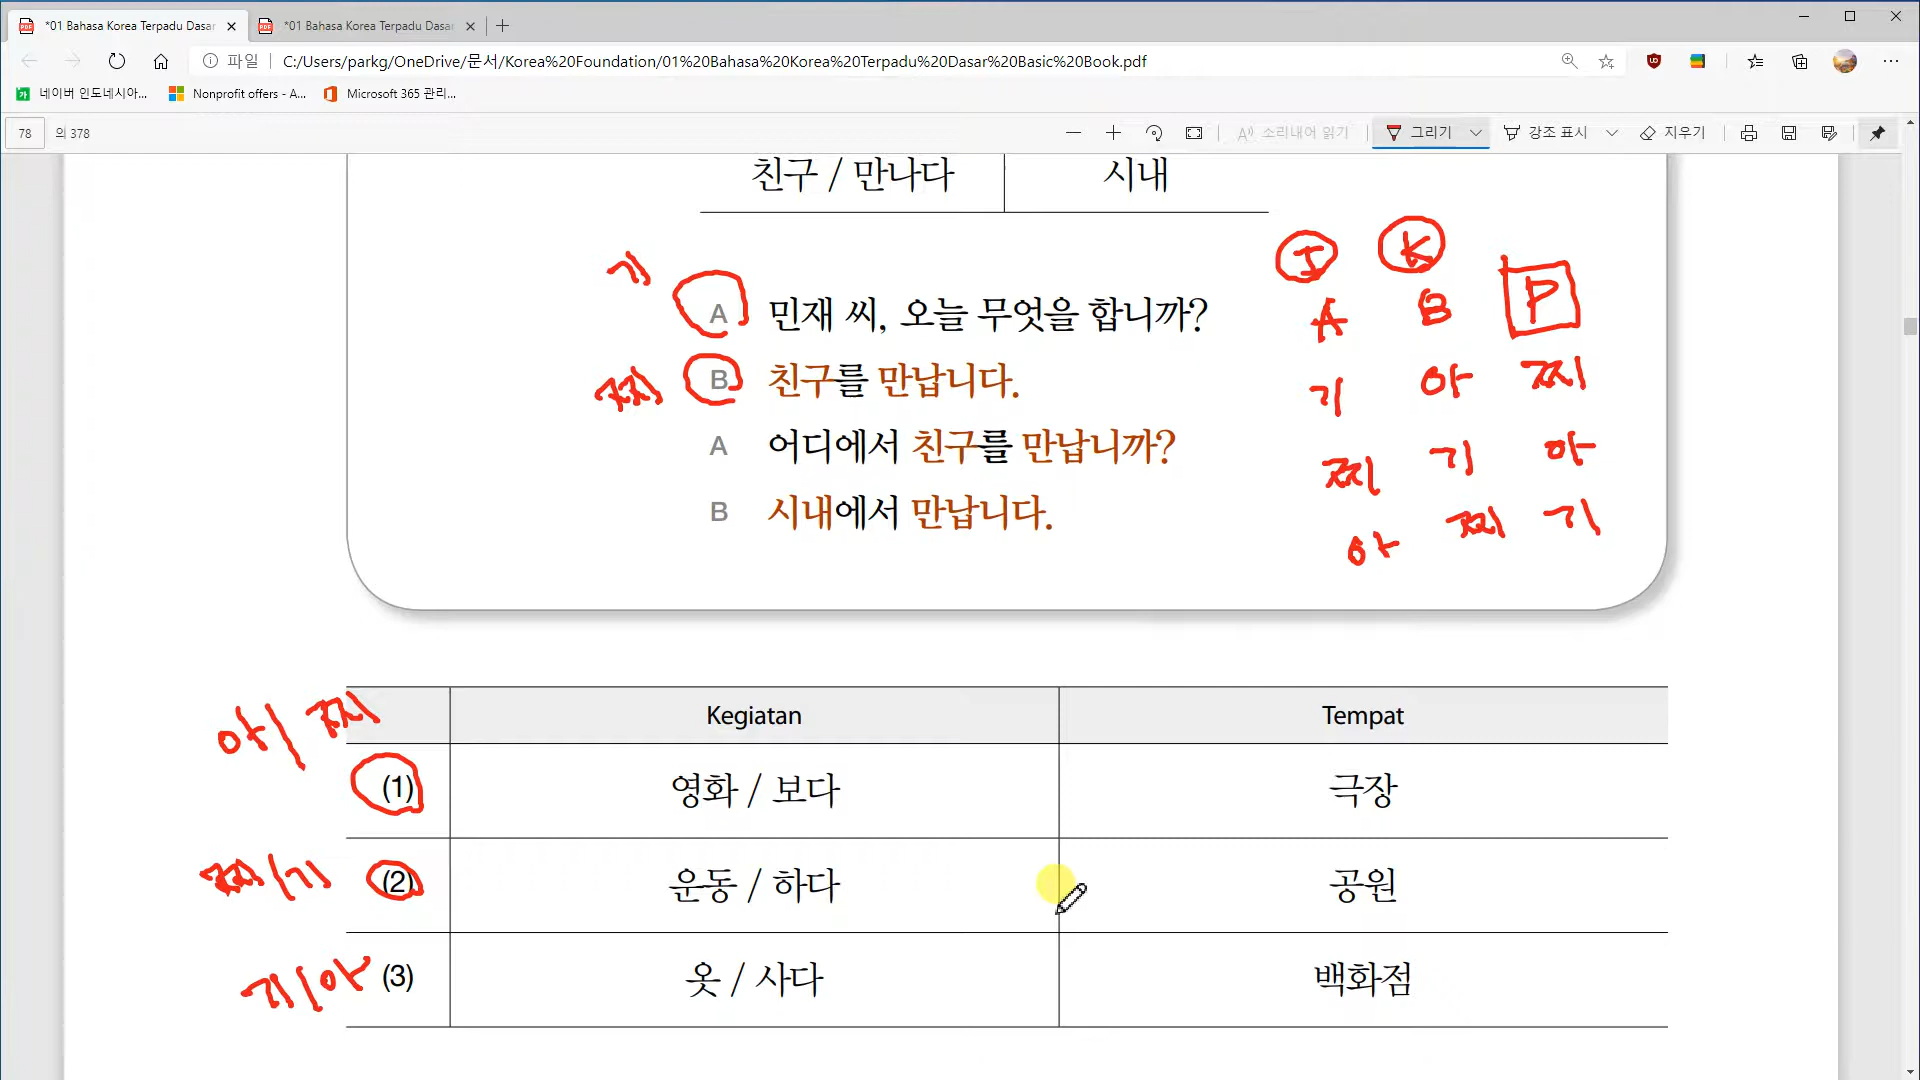 *01 Bahasa Korea Terpadu Dasar
*01 Bahasa Korea Terpadu Dasar
파일 C:/Users/parkg/OneDrive/문서/Korea%20Foundation/01%20Bahasa%20Korea%20Terpadu%20Dasar%20Basic%20Book.pdf
네이버 인도네시아... Nonprofit offers - A... Microsoft 365 관리...
78 의 378 소리내어 읽기 그리기 강조 표시 지우기
친구 / 만나다 시내
I K P
기 A 민재 씨, 오늘 무엇을 합니까? A B
찌 B 친구를 만납니다. 기 아 찌
A 어디에서 친구를 만납니까? 찌 기 아
B 시내에서 만납니다. 아 찌 기
아/찌 Kegiatan Tempat
(1) 영화 / 보다 극장
찌/기 (2) 운동 / 하다 공원
기/아 (3) 옷 / 사다 백화점